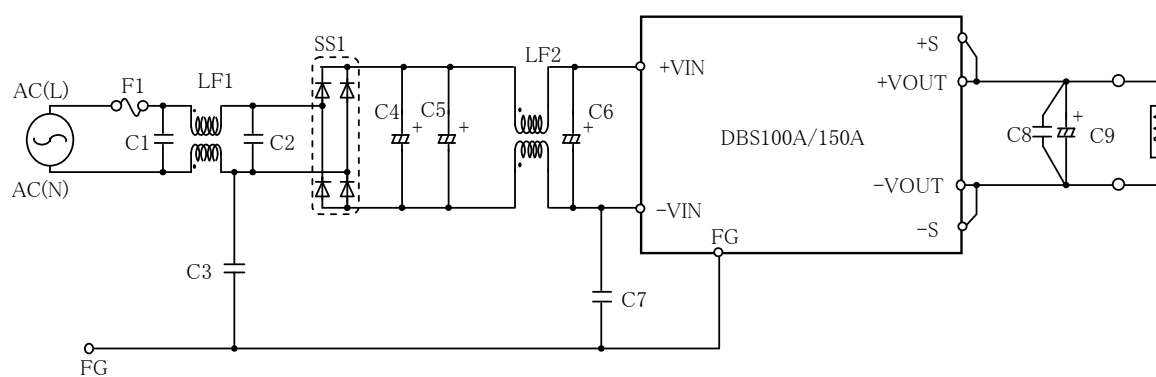 SS1
LF2
+S
+VIN
+VOUT
AC(L)
F1
LF1
C1
C2
C4
+
C5
+
C6
+
DBS100A/150A
C8
+
C9
AC(N)
−VIN
−VOUT
−S
FG
C3
C7
FG